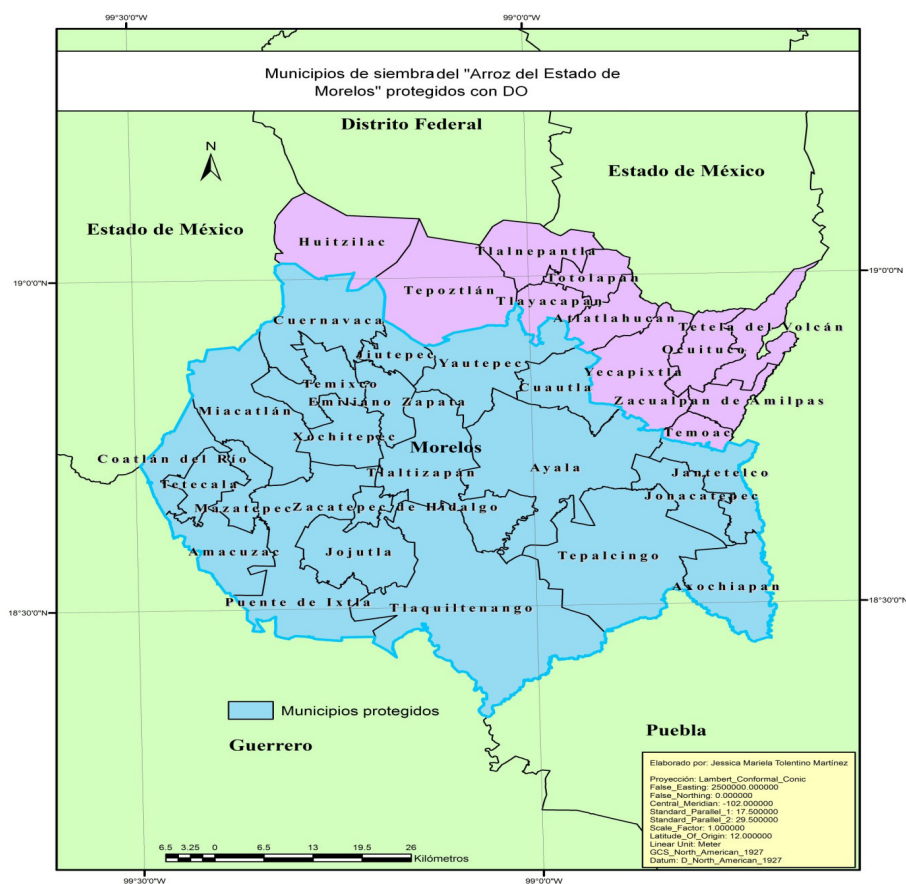 99°30'0"W
99°0'0"W
Municipios de siembra del "Arroz del Estado de
Morelos" protegidos con DO
Distrito Federal
N
Estado de México
Estado de México
Huitzilac
Tlalnepantla
19°0'0"N
19°0'0"N
Totolapan
Tepoztlán
Tlayacapan
Cuernavaca
Atlatlahucan
Tetela del Volcán
Jiutepec
Ocuituco
Yautepec
Yecapixtla
Temixco
Cuautla
Emiliano Zapata
Zacualpan de Amilpas
Miacatlán
Xochitepec
Temoac
Morelos
Coatlán del Río
Tlaltizapán
Ayala
Jantetelco
Tetecala
Jonacatepec
Mazatepec
Zacatepec de Hidalgo
Amacuzac
Jojutla
Tepalcingo
Axochiapan
Puente de Ixtla
Tlaquiltenango
18°30'0"N
18°30'0"N
Municipios protegidos
Guerrero
Puebla
Elaborado por: Jessica Mariela Tolentino Martínez
Proyección: Lambert_Conformal_Conic
False_Easting: 2500000.000000
False_Northing: 0.000000
Central_Meridian: -102.000000
Standard_Parallel_1: 17.500000
Standard_Parallel_2: 29.500000
Scale_Factor: 1.000000
Latitude_Of_Origin: 12.000000
Linear Unit: Meter
GCS_North_American_1927
Datum: D_North_American_1927
6.5 3.25 0 6.5 13 19.5 26
Kilómetros
99°30'0"W
99°0'0"W